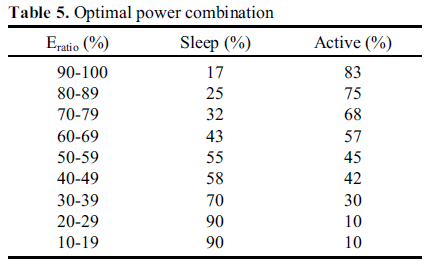 Table 5. Optimal power combination
E_ratio (%) Sleep (%) Active (%)
90-100 17 83
80-89 25 75
70-79 32 68
60-69 43 57
50-59 55 45
40-49 58 42
30-39 70 30
20-29 90 10
10-19 90 10